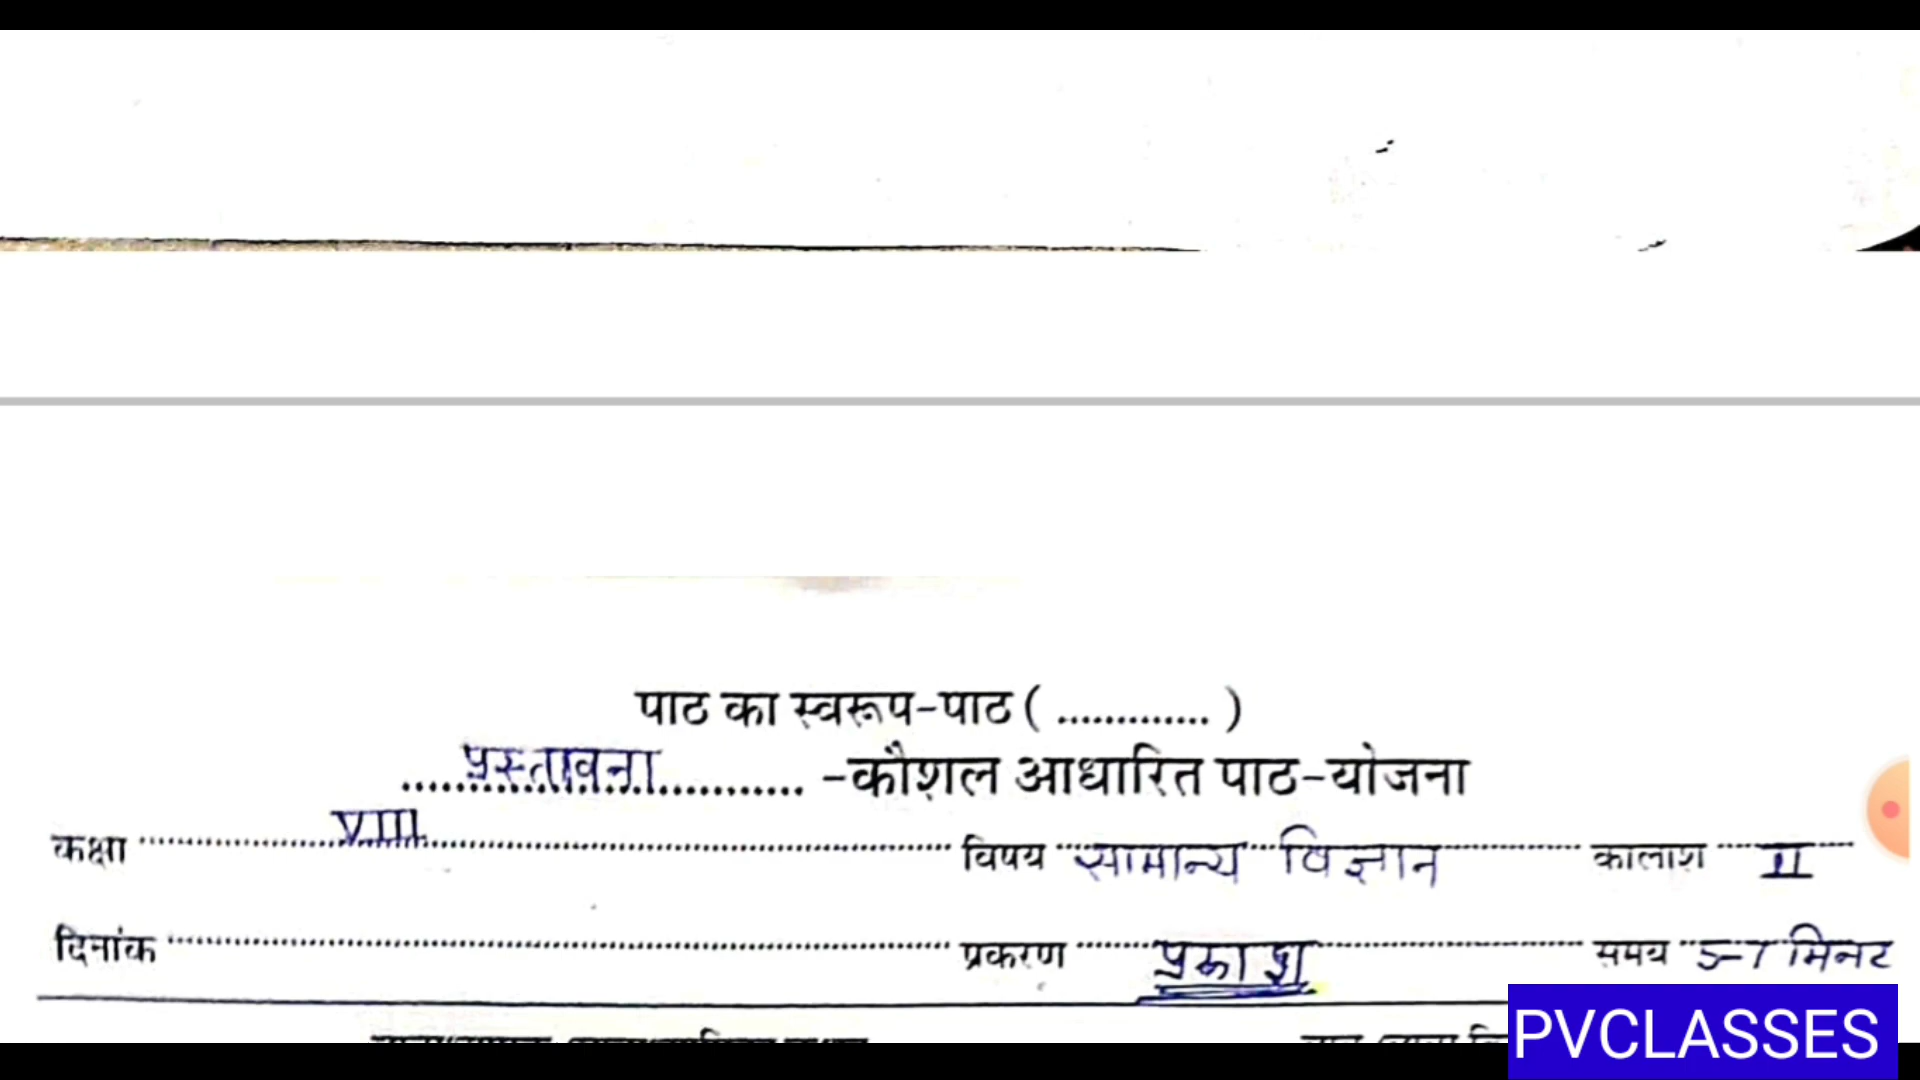 पाठ का स्वरूप-पाठ ( ............. )
.....प्रस्तावना............ -कौशल आधारित पाठ-योजना
कक्षा ........ VIII ........ विषय ... सामान्य विज्ञान ... कालांश ... II ...
दिनांक ........ प्रकरण ........ प्रकाश ........ समय 5-7 मिनट
PVCLASSES